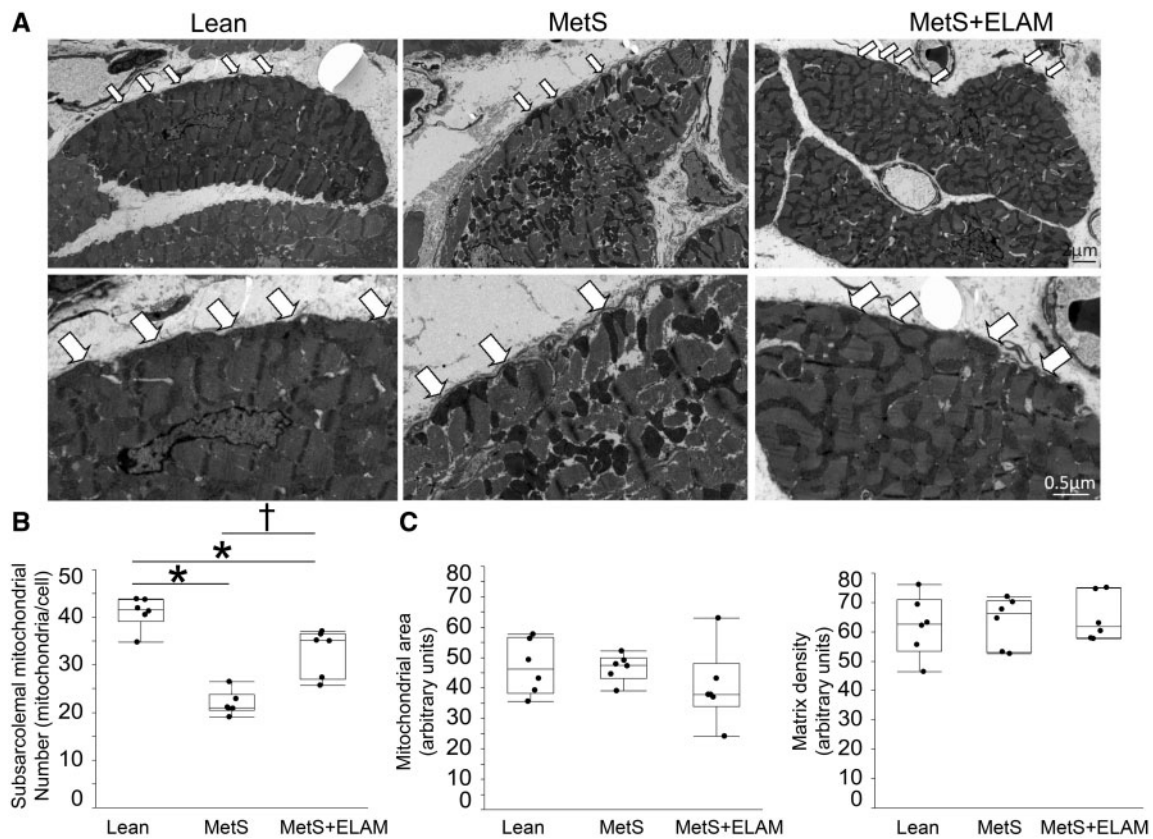 A
Lean
MetS
MetS+ELAM
2µm
0.5µm
B
†
*
*
Subsarcolemal mitochondrial
Number (mitochondria/cell)
50
40
30
20
10
0
Lean
MetS
MetS+ELAM
C
Mitochondrial area
(arbitrary units)
80
70
60
50
40
30
20
10
0
Lean
MetS
MetS+ELAM
Matrix density
(arbitrary units)
80
70
60
50
40
30
20
10
0
Lean
MetS
MetS+ELAM